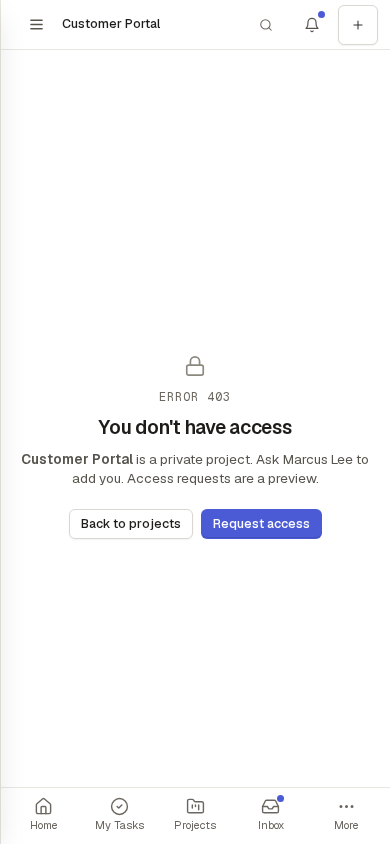 Customer Portal
ERROR 403
You don't have access
Customer Portal is a private project. Ask Marcus Lee to
add you. Access requests are a preview.
Back to projects
Request access
Home
My Tasks
Projects
Inbox
More